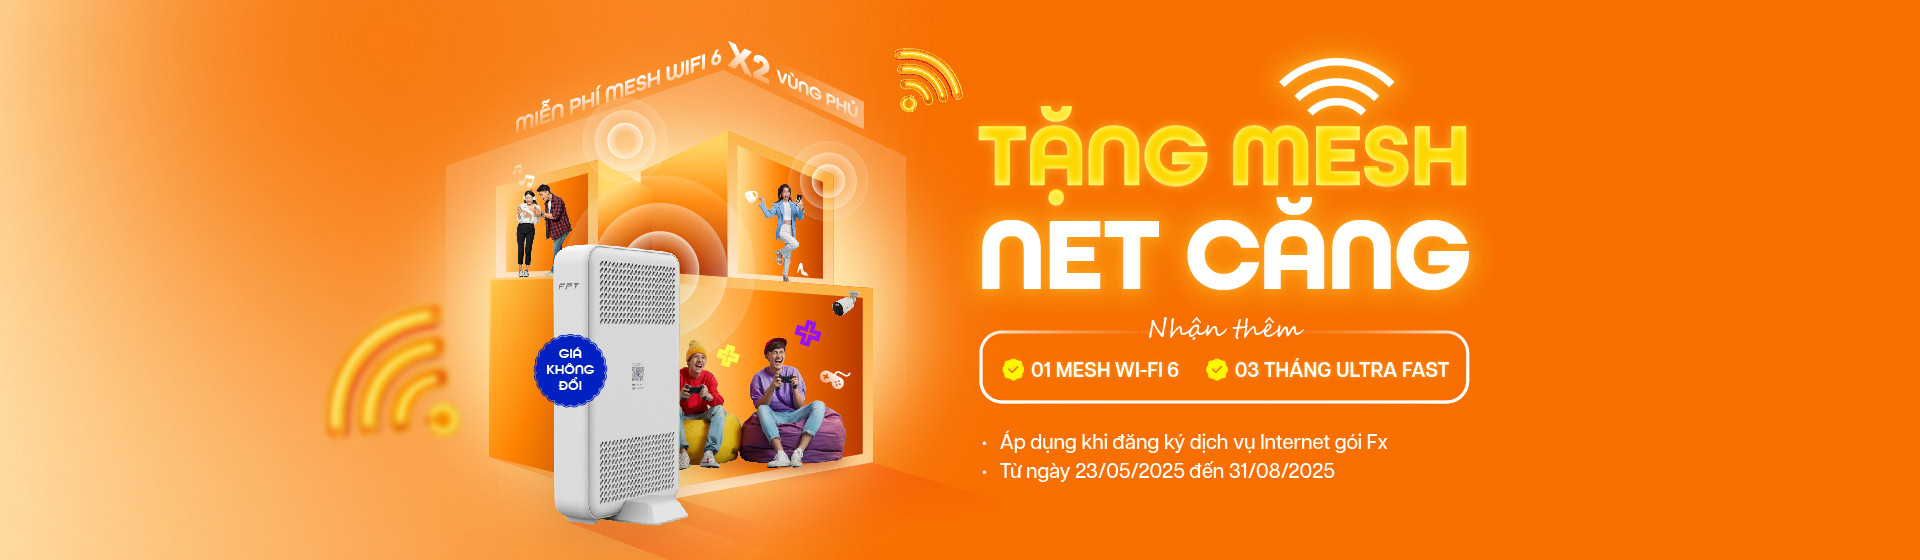 MIỄN PHÍ MESH WIFI 6 X2 VÙNG PHỦ
FPT
GIÁ
KHÔNG
ĐỔI
TẶNG MESH
NET CĂNG
Nhận thêm
01 MESH WI-FI 6 03 THÁNG ULTRA FAST
• Áp dụng khi đăng ký dịch vụ Internet gói Fx
• Từ ngày 23/05/2025 đến 31/08/2025